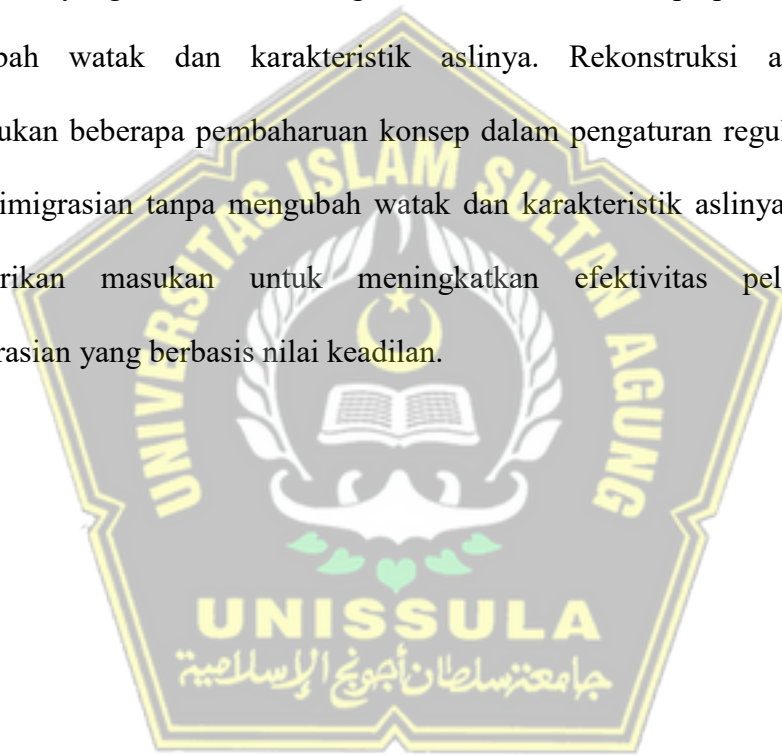 bah watak dan karakteristik aslinya. Rekonstruksi a
ukan beberapa pembaharuan konsep dalam pengaturan regul
imigrasian tanpa mengubah watak dan karakteristik aslinya
rikan masukan untuk meningkatkan efektivitas pel
rasian yang berbasis nilai keadilan.
UNIVERSITAS ISLAM SULTAN AGUNG
UNISSULA
جامعة سلطان أجونج الإسلامية